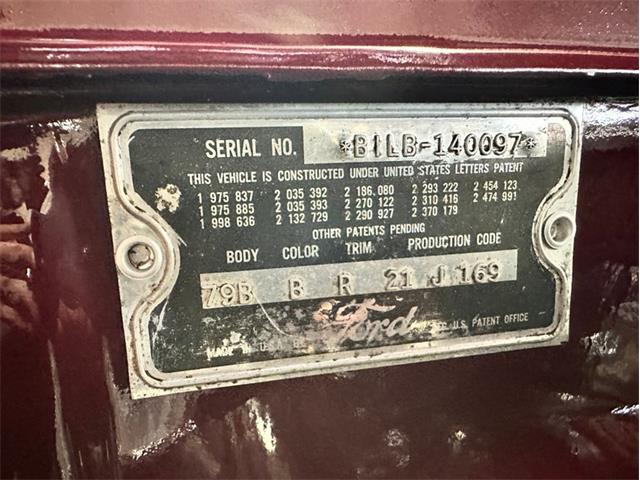 SERIAL NO. *B1LB-140097*
THIS VEHICLE IS CONSTRUCTED UNDER UNITED STATES LETTERS PATENT
1 975 837 2 035 392 2 186.080 2 293 222 2 454 123
1 975 885 2 035 393 2 270 122 2 310 416 2 474 991
1 998 636 2 132 729 2 290 927 2 370 179
OTHER PATENTS PENDING
BODY COLOR TRIM PRODUCTION CODE
79B B R 21 J 169
Ford
MADE IN U.S. U.S. PATENT OFFICE